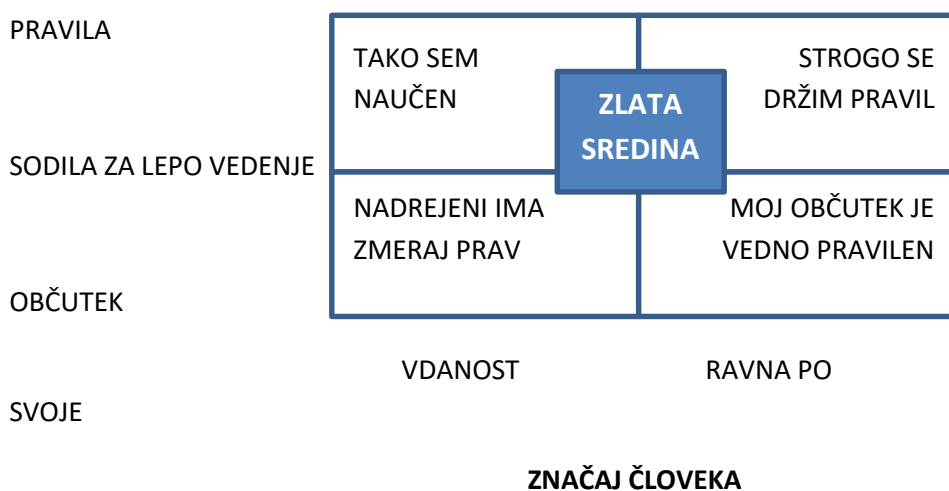 PRAVILA
TAKO SEM
NAUČEN
STROGO SE
DRŽIM PRAVIL
ZLATA
SREDINA
SODILA ZA LEPO VEDENJE
NADREJENI IMA
ZMERAJ PRAV
MOJ OBČUTEK JE
VEDNO PRAVILEN
OBČUTEK
VDANOST
RAVNA PO
SVOJE
ZNAČAJ ČLOVEKA